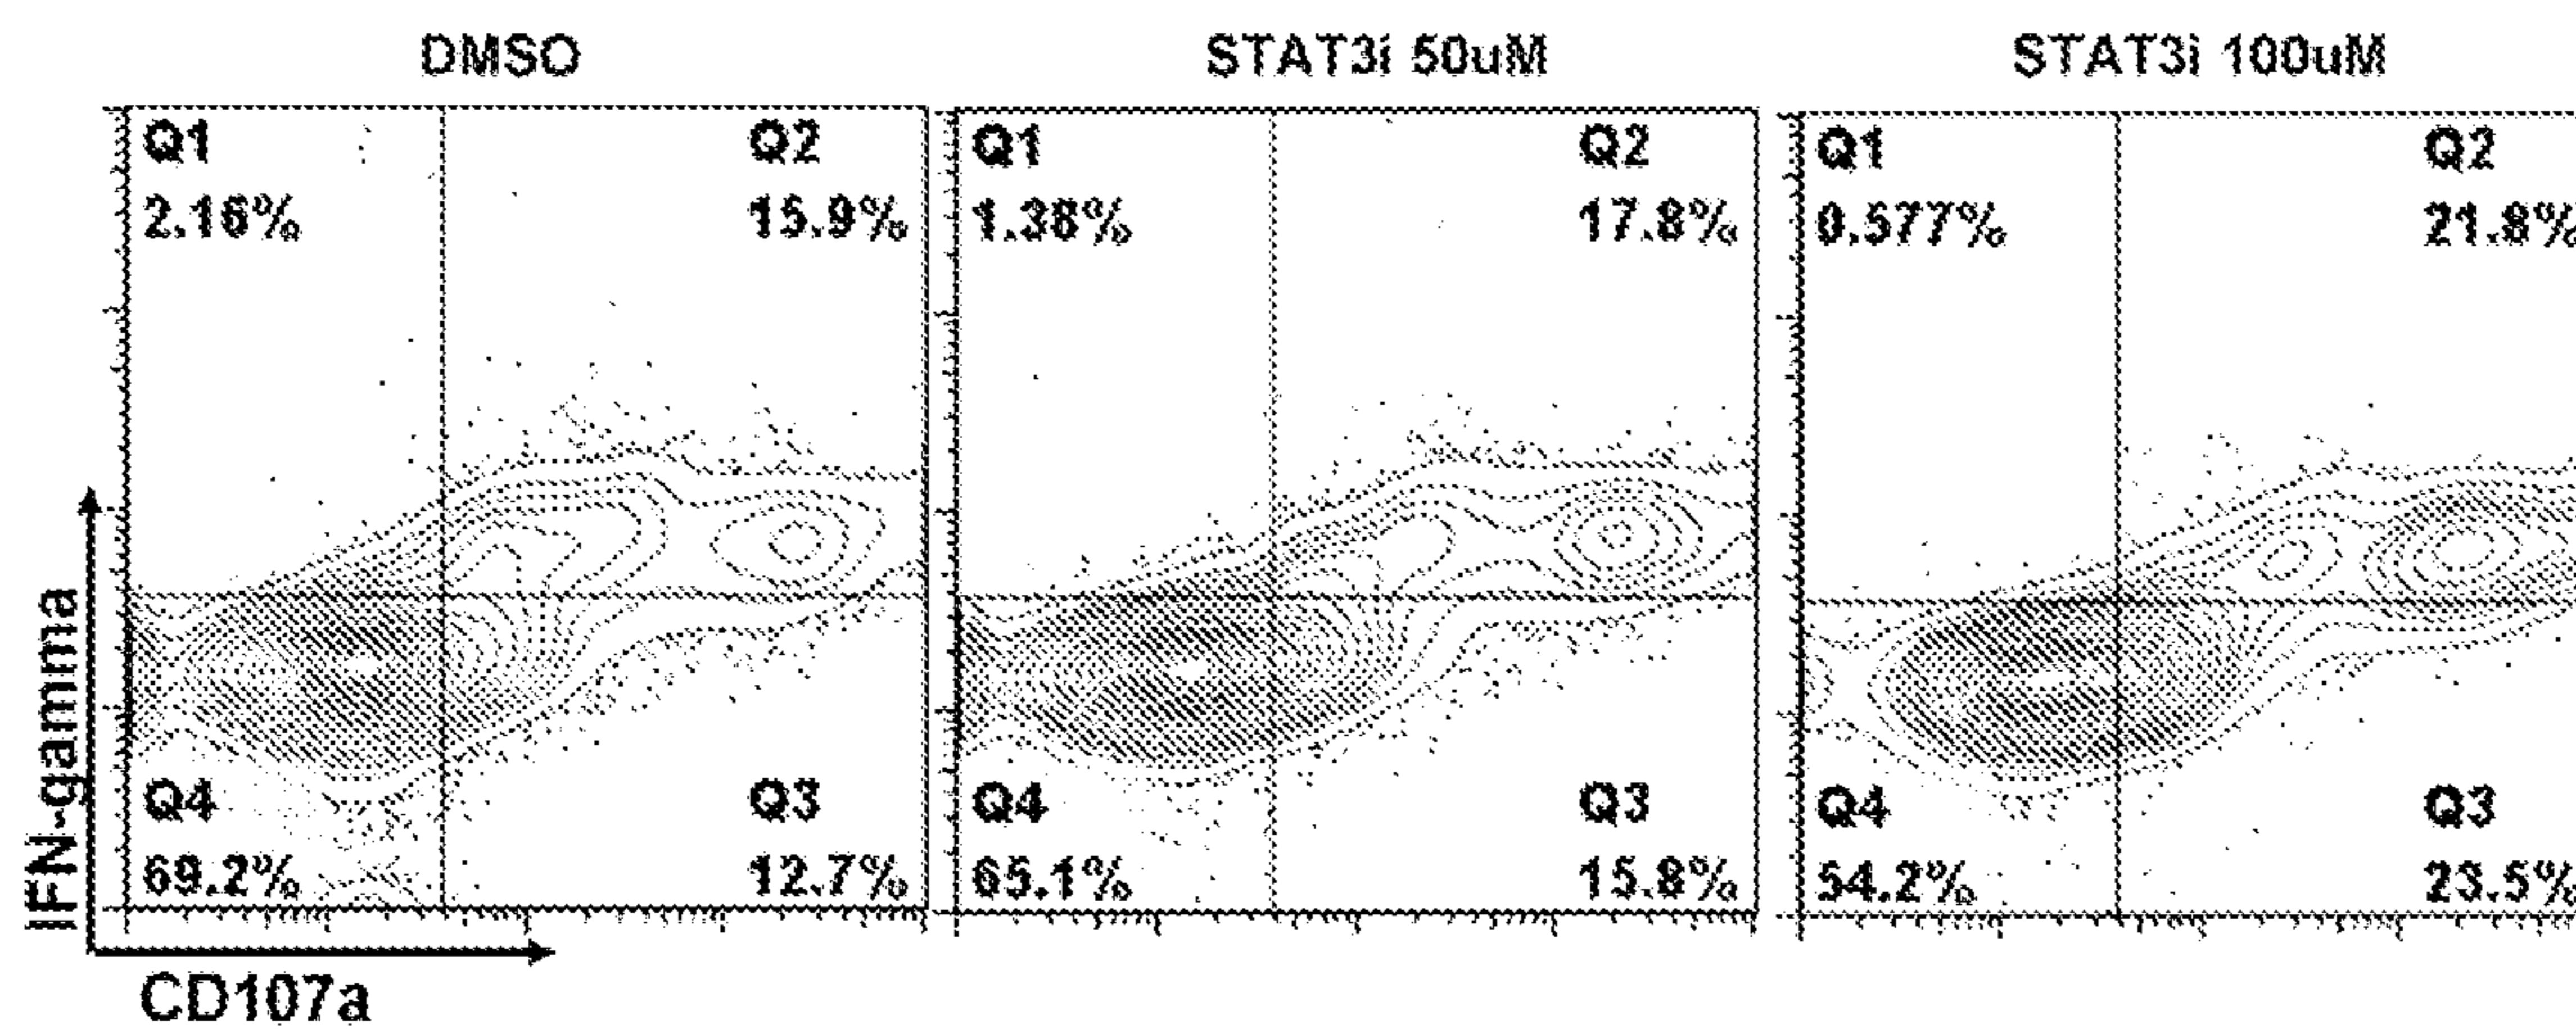 DMSO
STAT3i 50uM
STAT3i 100uM
Q1
2.16%
Q2
15.9%
Q4
69.2%
Q3
12.7%
Q1
1.36%
Q2
17.8%
Q4
65.1%
Q3
15.8%
Q1
0.577%
Q2
21.8%
Q4
54.2%
Q3
23.5%
IFN-gamma
CD107a